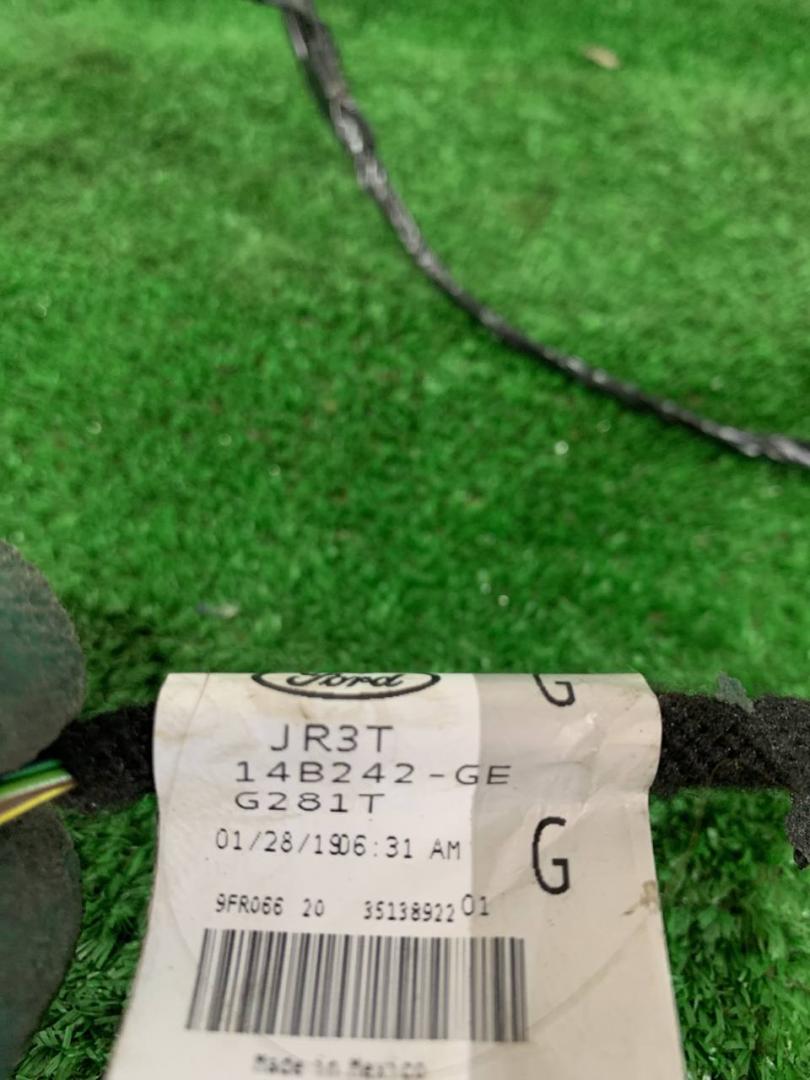 Ford
G
JR3T
14B242-GE
G281T
01/28/1906:31 AM
G
9FR066 20 35138922 01
Made in Mexico